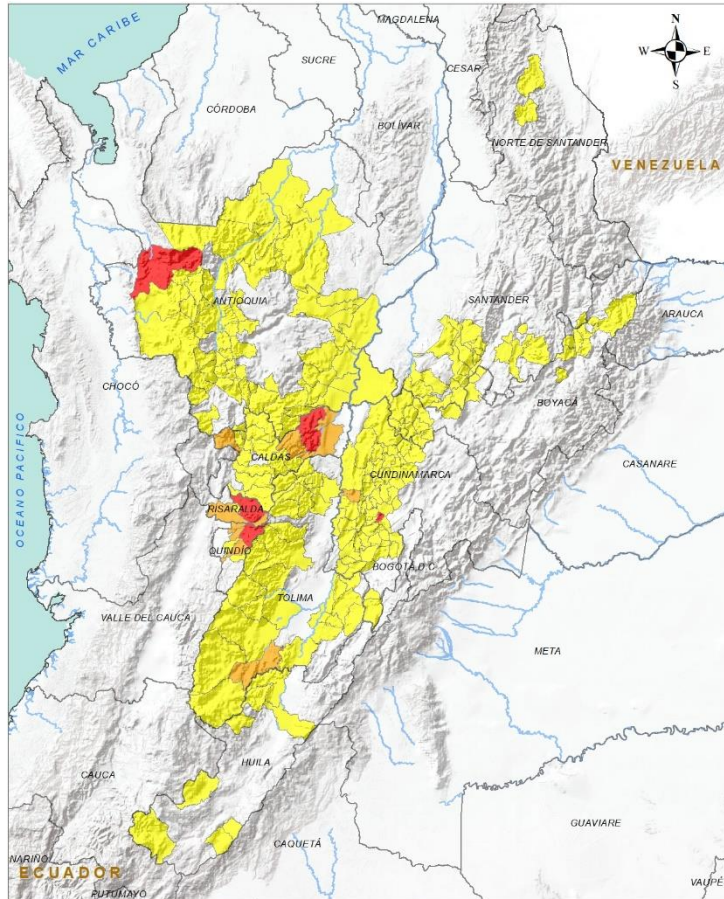 MAGDALENA
MAR CARIBE
N
W E
S
SUCRE
CESAR
CÓRDOBA
BOLÍVAR
NORTE DE SANTANDER
VENEZUELA
ANTIOQUIA
SANTANDER
ARAUCA
CHOCÓ
BOYACÁ
OCEANO PACIFICO
CALDAS
CUNDINAMARCA
CASANARE
RISARALDA
QUINDÍO
BOGOTÁ, D.C.
TOLIMA
VALLE DEL CAUCA
META
HUILA
CAUCA
GUAVIARE
CAQUETÁ
NARIÑO
ECUADOR
VAUPÉ
PUTUMAYO